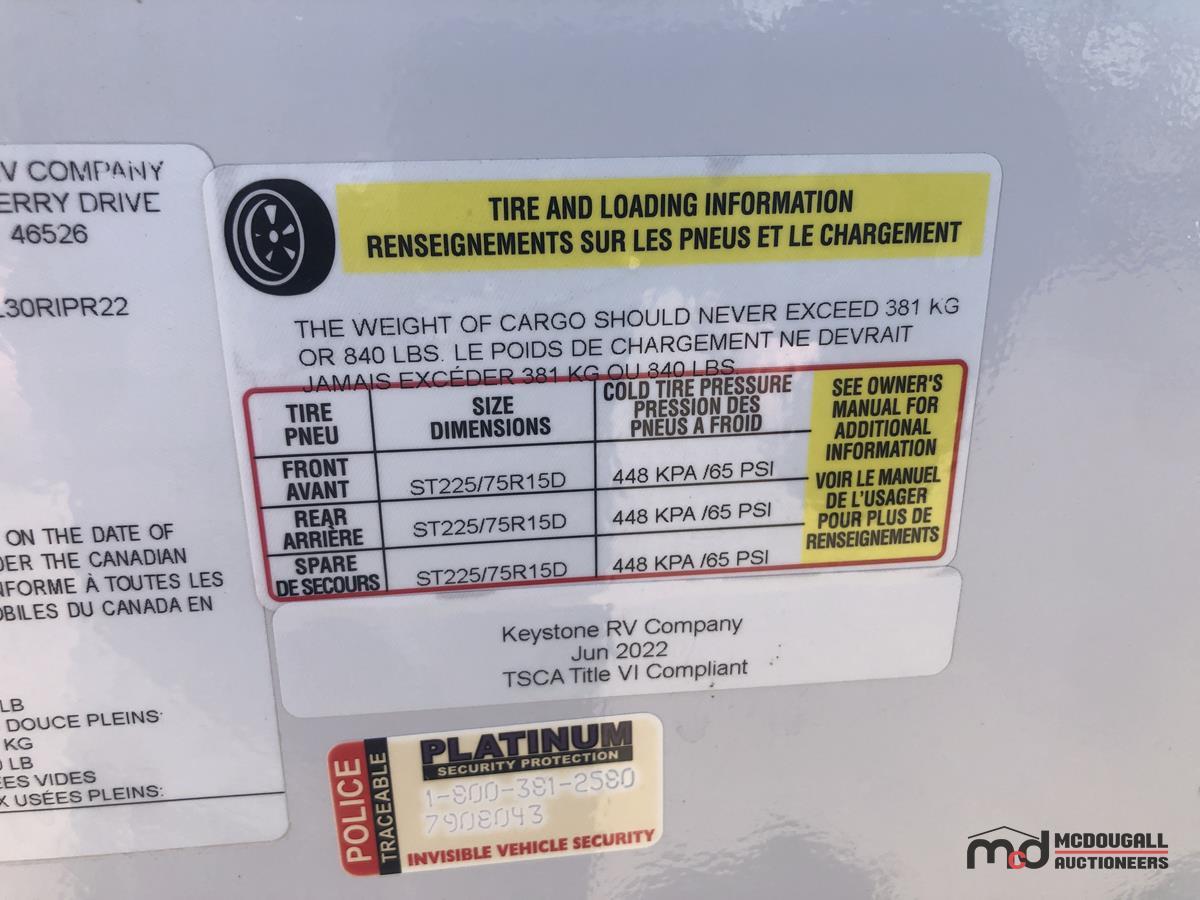 V COMPANY
ERRY DRIVE
46526
L30RIPR22
ON THE DATE OF
DER THE CANADIAN
NFORME À TOUTES LES
OBILES DU CANADA EN
LB
DOUCE PLEINS:
KG
LB
ÉES VIDES
X USÉES PLEINS:
TIRE AND LOADING INFORMATION
RENSEIGNEMENTS SUR LES PNEUS ET LE CHARGEMENT
THE WEIGHT OF CARGO SHOULD NEVER EXCEED 381 KG
OR 840 LBS. LE POIDS DE CHARGEMENT NE DEVRAIT
JAMAIS EXCÉDER 381 KG OU 840 LBS.
TIRE
PNEU
SIZE
DIMENSIONS
COLD TIRE PRESSURE
PRESSION DES
PNEUS A FROID
FRONT
AVANT
ST225/75R15D
448 KPA /65 PSI
REAR
ARRIÈRE
ST225/75R15D
448 KPA /65 PSI
SPARE
DE SECOURS
ST225/75R15D
448 KPA /65 PSI
SEE OWNER'S
MANUAL FOR
ADDITIONAL
INFORMATION
VOIR LE MANUEL
DE L'USAGER
POUR PLUS DE
RENSEIGNEMENTS
Keystone RV Company
Jun 2022
TSCA Title VI Compliant
POLICE
TRACEABLE
PLATINUM
SECURITY PROTECTION
1-800-381-2580
7908043
INVISIBLE VEHICLE SECURITY
mcd
MCDOUGALL
AUCTIONEERS